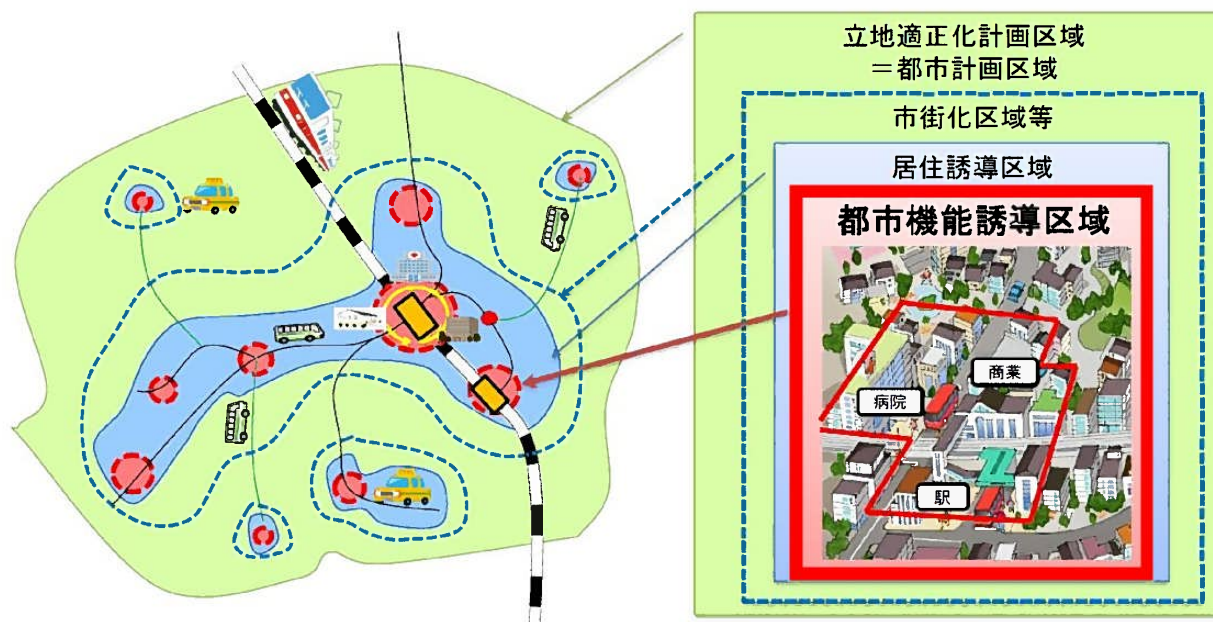 立地適正化計画区域
＝都市計画区域
市街化区域等
居住誘導区域
都市機能誘導区域
商業
病院
駅